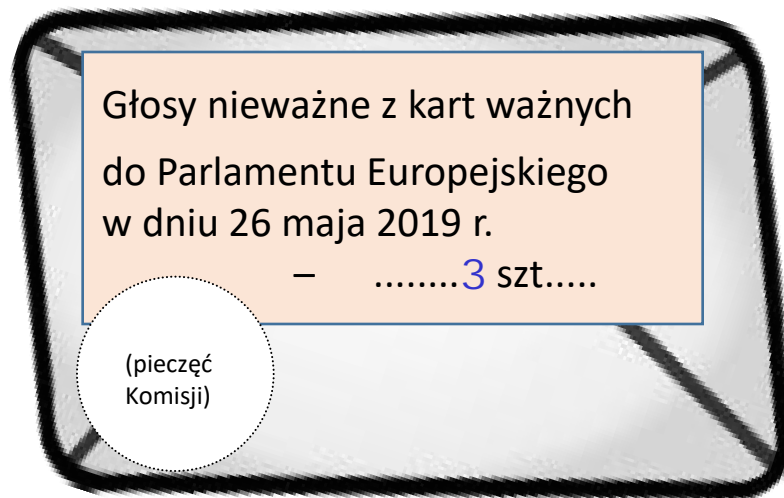 Głosy nieważne z kart ważnych
do Parlamentu Europejskiego
w dniu 26 maja 2019 r.
– ........3 szt.....
(pieczęć
Komisji)